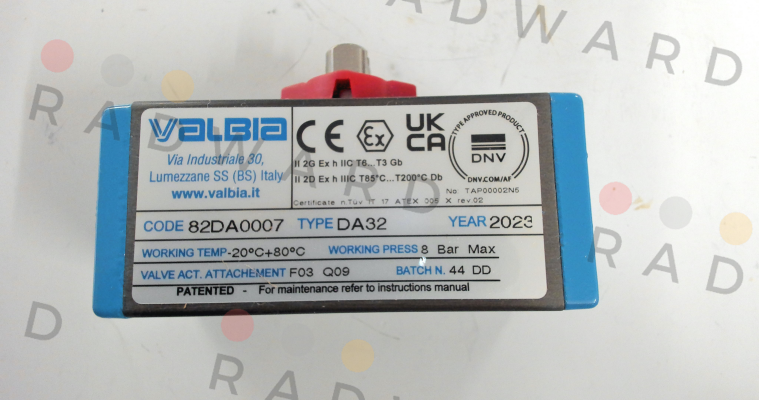 VALBIA
Via Industriale 30,
Lumezzane SS (BS) Italy
www.valbia.it
CE Ex UK CA
II 2G Ex h IIC T6...T3 Gb
II 2D Ex h IIIC T85°C...T200°C Db
TYPE APPROVED PRODUCT
DNV
DNV.COM/AF
No. TAP00002N6
Certificate n.Tüv IT 17 ATEX 005 X rev.02
CODE 82DA0007 TYPE DA32 YEAR 2023
WORKING TEMP-20°C+80°C WORKING PRESS 8 Bar Max
VALVE ACT. ATTACHEMENT F03 Q09 BATCH N. 44 DD
PATENTED - For maintenance refer to instructions manual
RADWARD
RADWARD
RADWARD